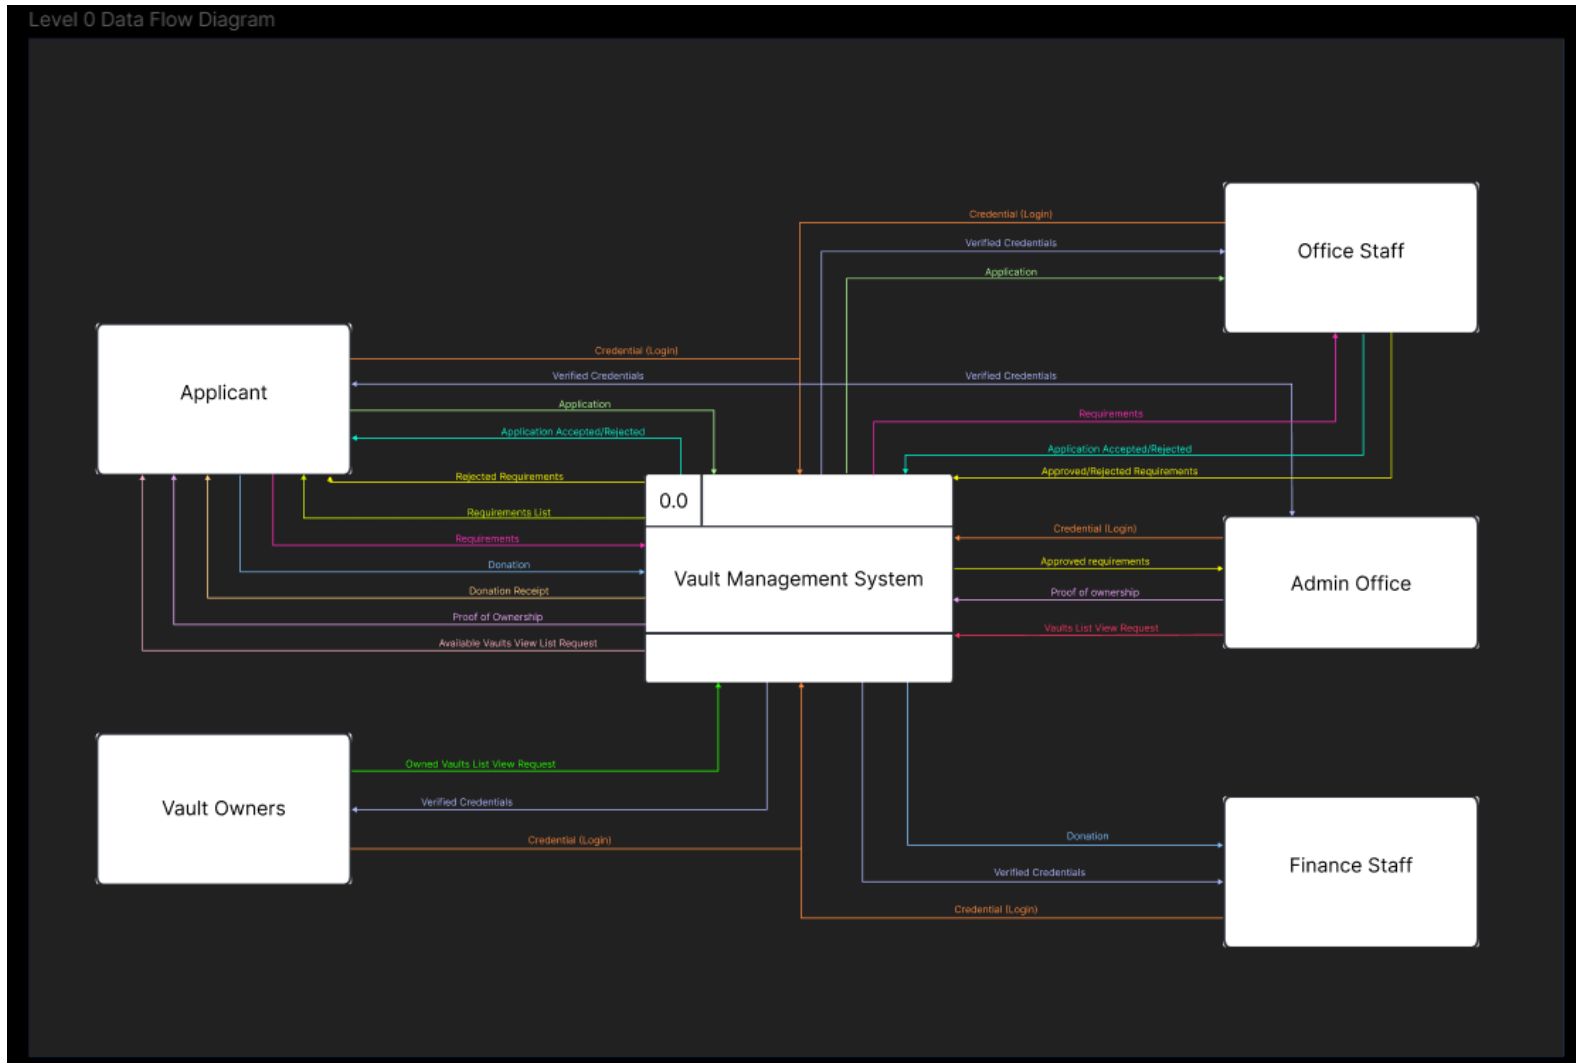 Level 0 Data Flow Diagram
Credential (Login)
Verified Credentials
Office Staff
Application
Credential (Login)
Verified Credentials
Verified Credentials
Applicant
Application
Requirements
Application Accepted/Rejected
Application Accepted/Rejected
Approved/Rejected Requirements
Rejected Requirements
0.0
Requirements List
Credential (Login)
Requirements
Approved requirements
Donation
Vault Management System
Admin Office
Donation Receipt
Proof of ownership
Proof of Ownership
Vaults List View Request
Available Vaults View List Request
Owned Vaults List View Request
Verified Credentials
Vault Owners
Credential (Login)
Donation
Finance Staff
Verified Credentials
Credential (Login)